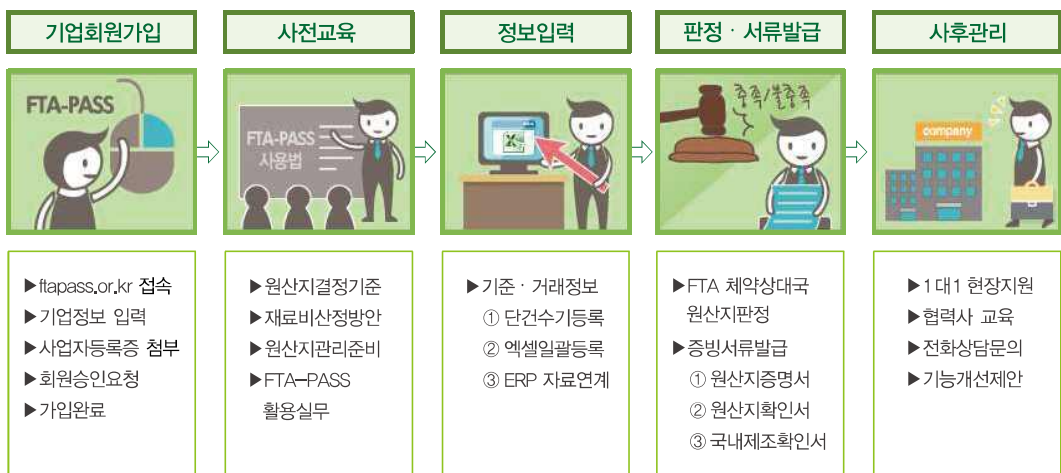 기업회원가입
사전교육
정보입력
판정 · 서류발급
사후관리
FTA-PASS
FTA-PASS
사용법
충족/불충족
company
▶ftapass.or.kr 접속
▶기업정보 입력
▶사업자등록증 첨부
▶회원승인요청
▶가입완료
▶원산지결정기준
▶재료비산정방안
▶원산지관리준비
▶FTA-PASS
활용실무
▶기준 · 거래정보
① 단건수기등록
② 엑셀일괄등록
③ ERP 자료연계
▶FTA 체약상대국
원산지판정
▶증빙서류발급
① 원산지증명서
② 원산지확인서
③ 국내제조확인서
▶1대1 현장지원
▶협력사 교육
▶전화상담문의
▶기능개선제안